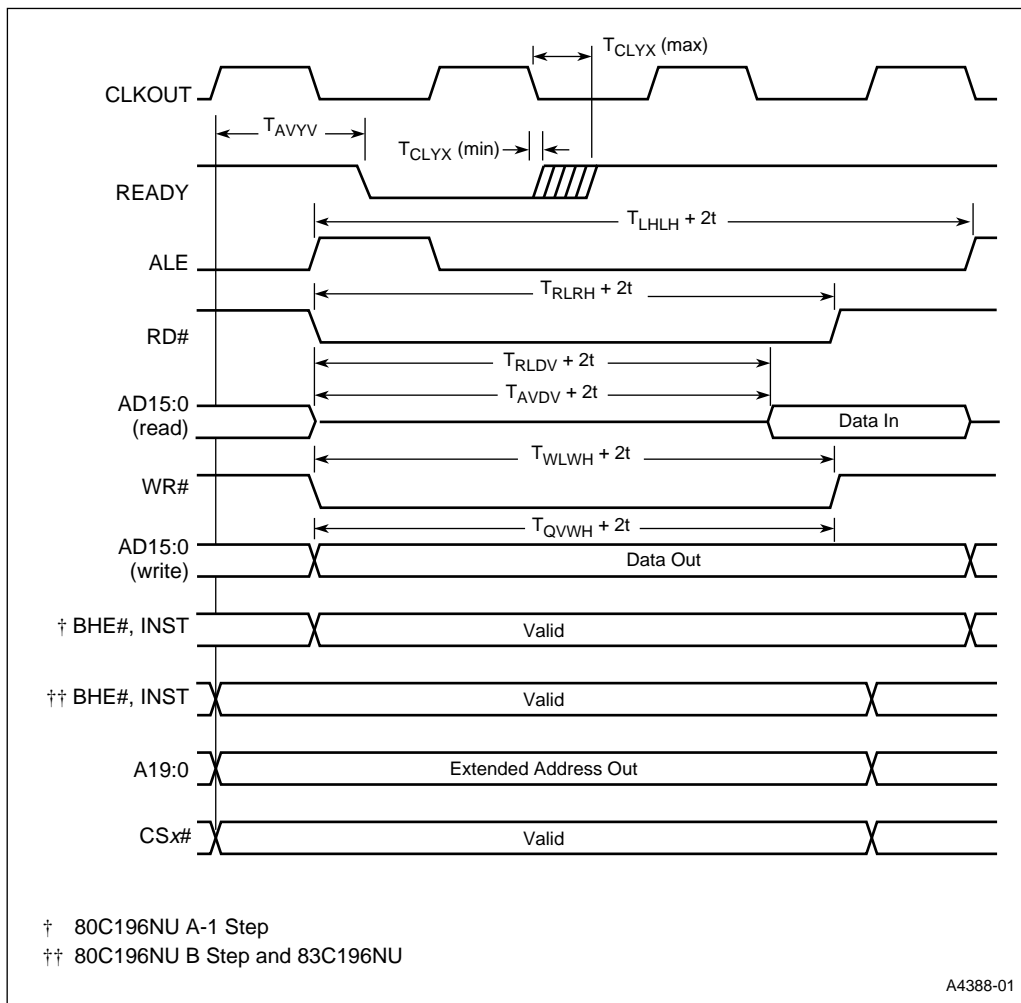 T_CLYX (max)
CLKOUT
T_AVYV
T_CLYX (min)
READY
T_LHLH + 2t
ALE
T_RLRH + 2t
RD#
T_RLDV + 2t
AD15:0
(read)
T_AVDV + 2t
Data In
T_WLWH + 2t
WR#
T_QVWH + 2t
AD15:0
(write)
Data Out
† BHE#, INST
Valid
†† BHE#, INST
Valid
A19:0
Extended Address Out
CSx#
Valid
† 80C196NU A-1 Step
†† 80C196NU B Step and 83C196NU
A4388-01